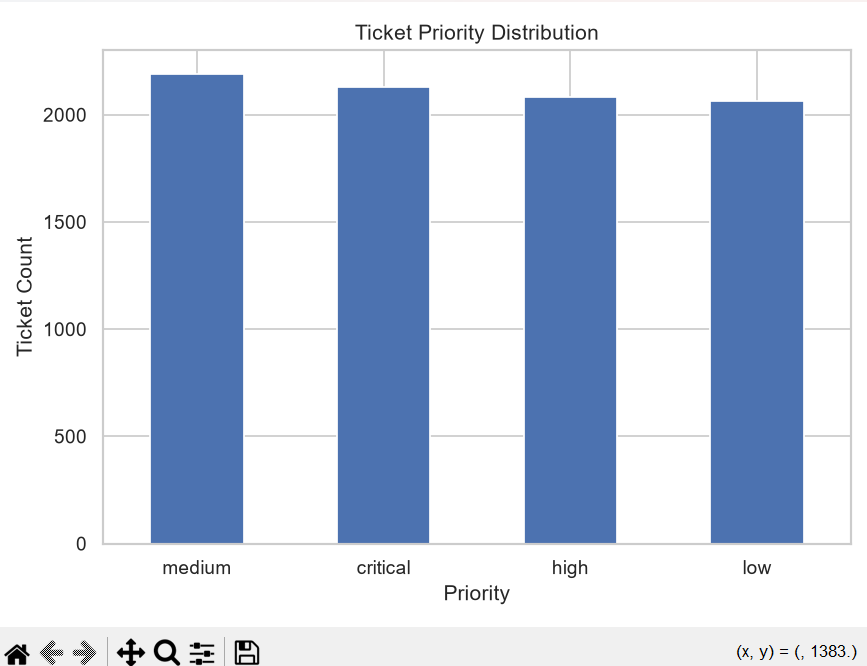 Ticket Priority Distribution
Ticket Count
2000
1500
1000
500
0
medium critical high low
Priority
(x, y) = (, 1383.)